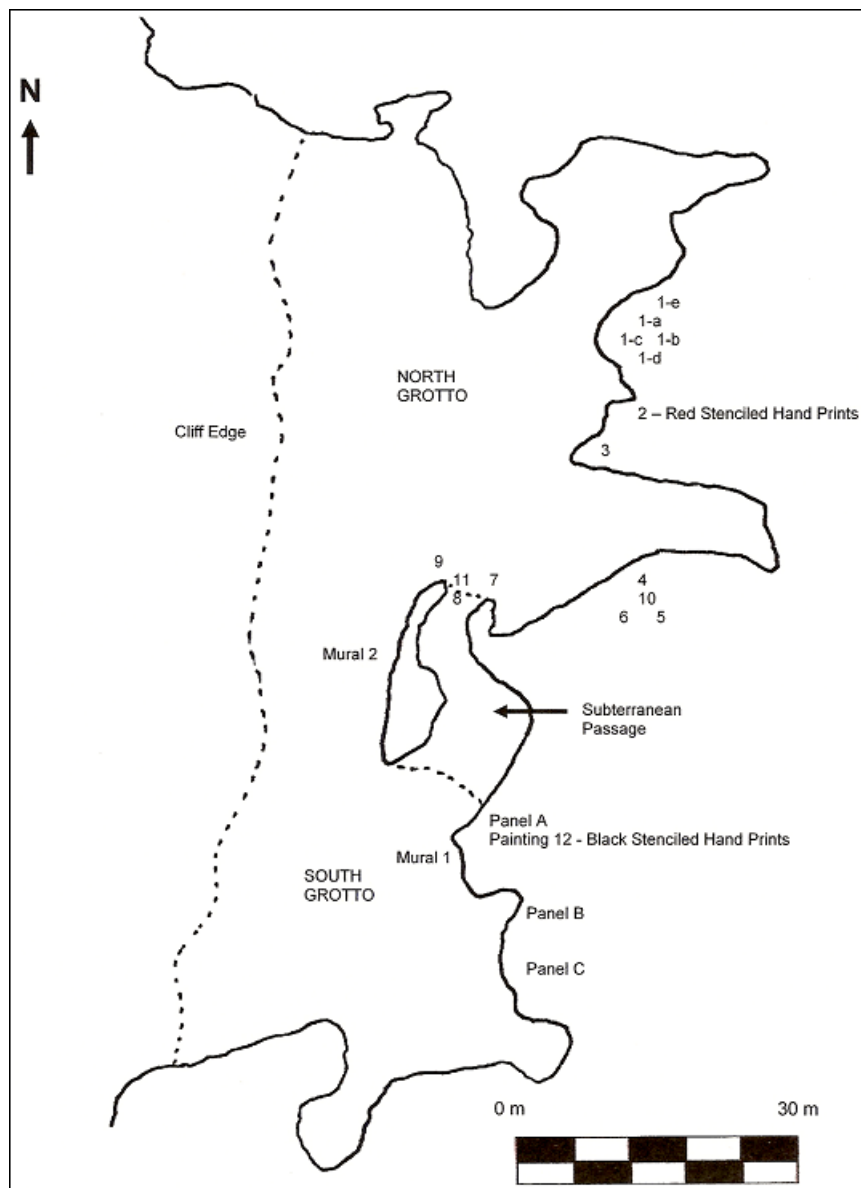 N
1-e
1-a
1-c 1-b
1-d
NORTH
GROTTO
2 – Red Stenciled Hand Prints
Cliff Edge
3
9
11 7
8
4
10
6 5
Mural 2
Subterranean
Passage
Panel A
Painting 12 - Black Stenciled Hand Prints
Mural 1
SOUTH
GROTTO
Panel B
Panel C
0 m 30 m